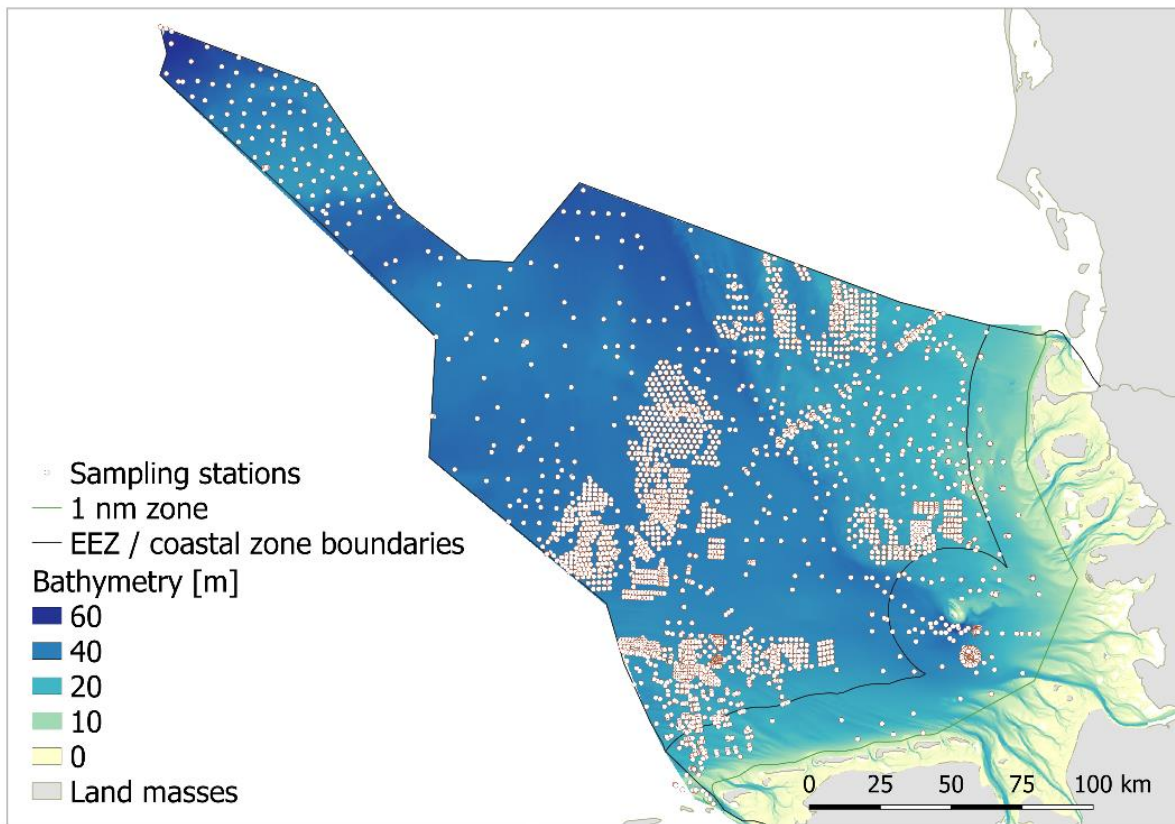 Sampling stations
1 nm zone
EEZ / coastal zone boundaries
Bathymetry [m]
60
40
20
10
0
Land masses
0 25 50 75 100 km